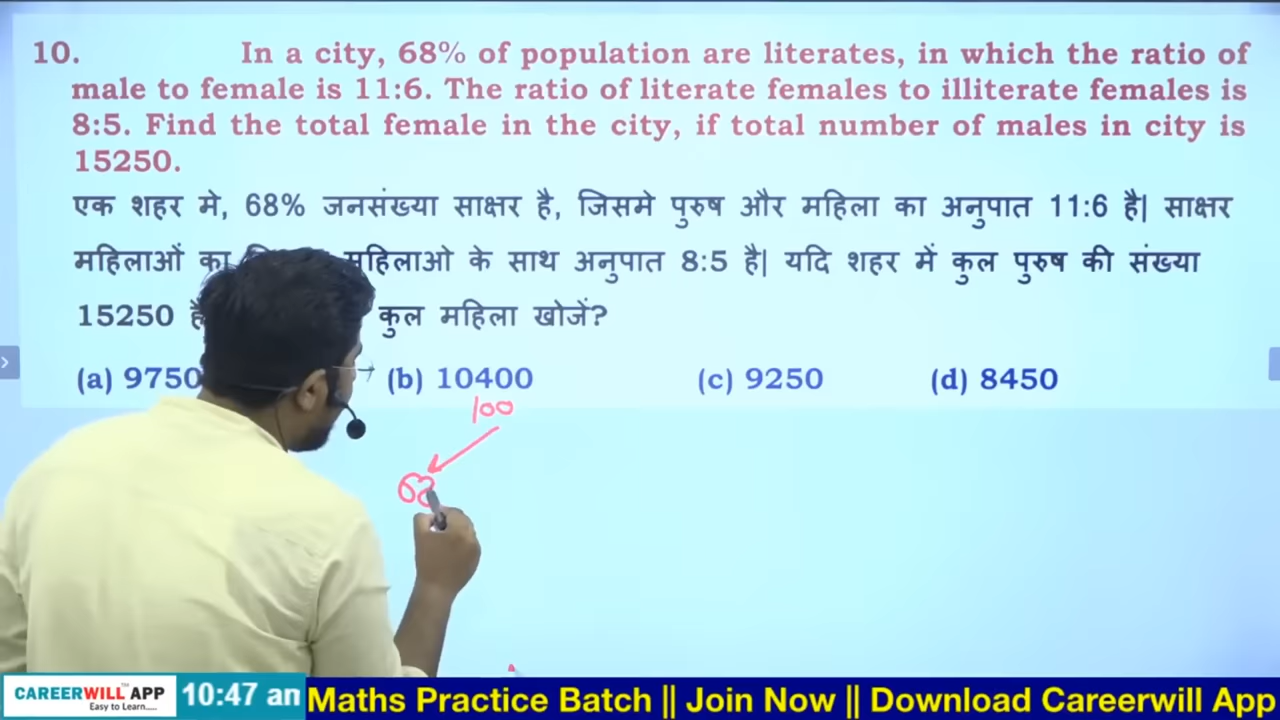 10. In a city, 68% of population are literates, in which the ratio of
male to female is 11:6. The ratio of literate females to illiterate females is
8:5. Find the total female in the city, if total number of males in city is
15250.
एक शहर मे, 68% जनसंख्या साक्षर है, जिसमे पुरुष और महिला का अनुपात 11:6 है| साक्षर
महिलाओं का महिलाओ के साथ अनुपात 8:5 है| यदि शहर में कुल पुरुष की संख्या
15250 कुल महिला खोजें?
(a) 9750 (b) 10400 (c) 9250 (d) 8450
100
68
CAREERWILL APP
Easy to Learn.....
10:47 an
Maths Practice Batch || Join Now || Download Careerwill App